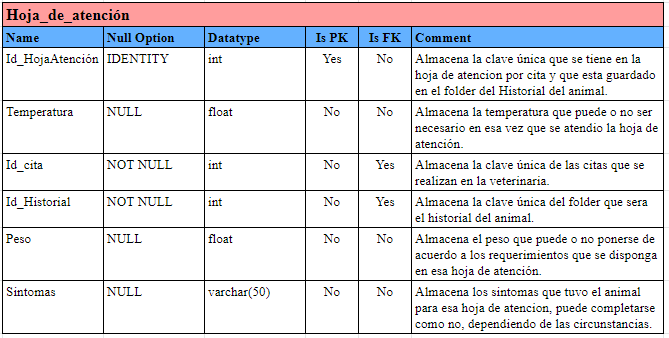 Hoja_de_atención
Name Null Option Datatype Is PK Is FK Comment
Id_HojaAtención IDENTITY int Yes No Almacena la clave única que se tiene en la
hoja de atencion por cita y que esta guardado
en el folder del Historial del animal.
Temperatura NULL float No No Almacena la temperatura que puede o no ser
necesario en esa vez que se atendio la hoja de
atención.
Id_cita NOT NULL int No Yes Almacena la clave única de las citas que se
realizan en la veterinaria.
Id_Historial NOT NULL int No Yes Almacena la clave única del folder que sera
el historial del animal.
Peso NULL float No No Almacena el peso que puede o no ponerse de
acuerdo a los requerimientos que se disponga
en esa hoja de atención.
Sintomas NULL varchar(50) No No Almacena los sintomas que tuvo el animal
para esa hoja de atencion, puede completarse
como no, dependiendo de las circunstancias.